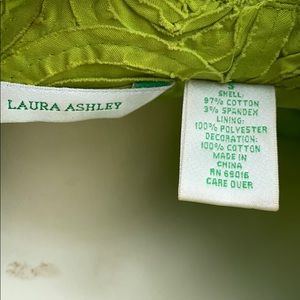 LAURA ASHLEY
S
SHELL:
97% COTTON
3% SPANDEX
LINING:
100% POLYESTER
DECORATION:
100% COTTON
MADE IN
CHINA
RN 69016
CARE OVER